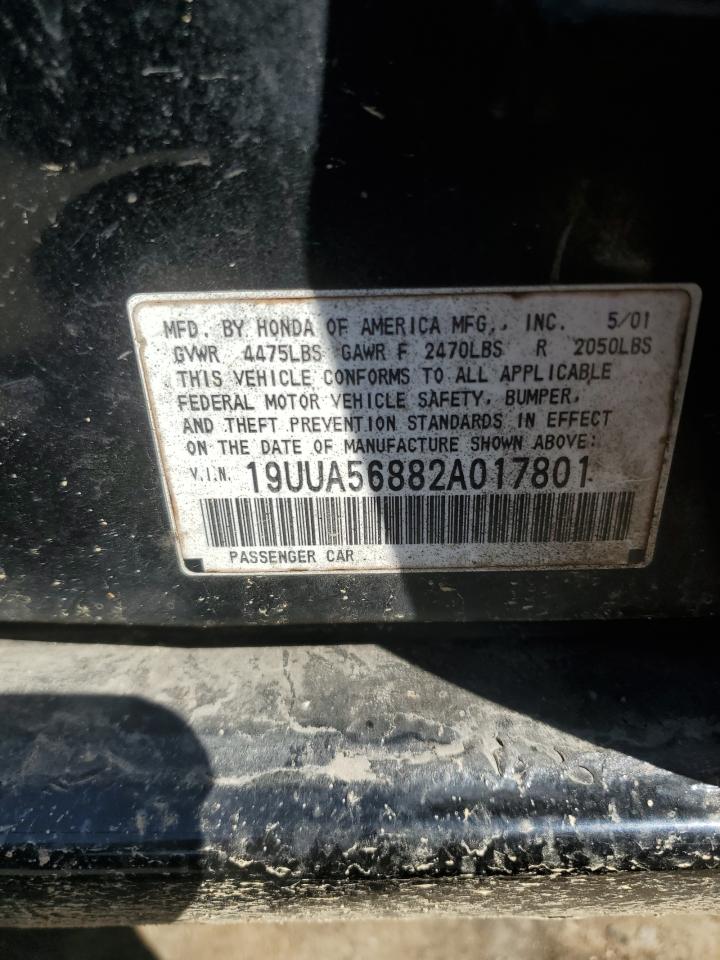 MFD. BY HONDA OF AMERICA MFG., INC. 5/01
GVWR 4475LBS GAWR F 2470LBS R 2050LBS
THIS VEHICLE CONFORMS TO ALL APPLICABLE
FEDERAL MOTOR VEHICLE SAFETY, BUMPER,
AND THEFT PREVENTION STANDARDS IN EFFECT
ON THE DATE OF MANUFACTURE SHOWN ABOVE:
V.I.N. 19UUA56882A017801
PASSENGER CAR